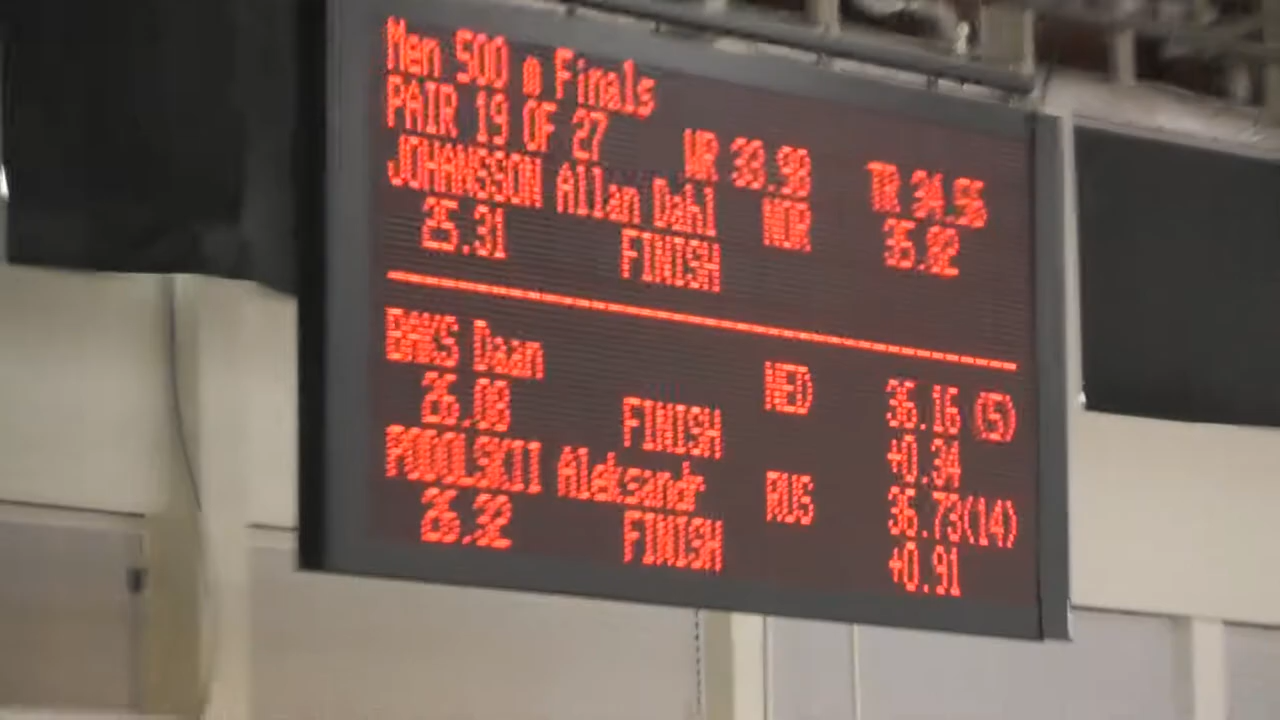 Men 500 m Finals
PAIR 19 OF 27 WR 33.98 TR 34.96
JOHANSSON Allan Dahl NOR 35.82
25.31 FINISH
BAKS Daan NED 36.16 (5)
26.08 FINISH +0.34
PODOLSKII Aleksandr RUS 36.73(14)
26.32 FINISH +0.91